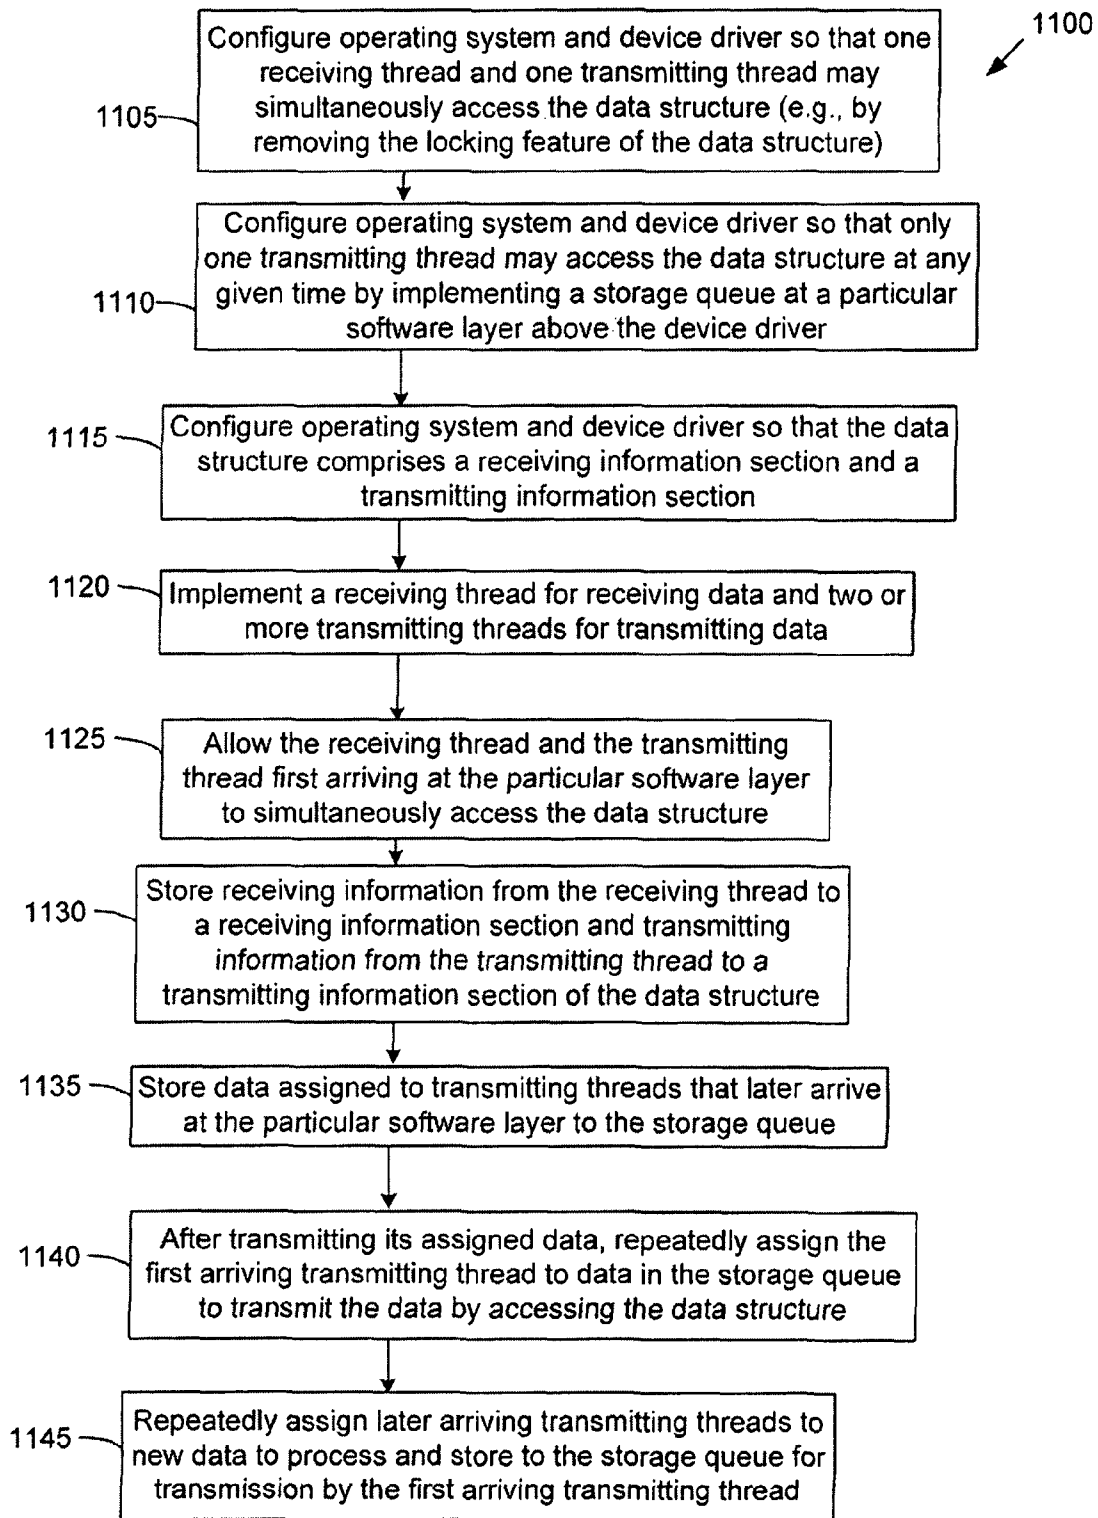 1100
Configure operating system and device driver so that one
receiving thread and one transmitting thread may
simultaneously access the data structure (e.g., by
removing the locking feature of the data structure)
1105
Configure operating system and device driver so that only
one transmitting thread may access the data structure at any
given time by implementing a storage queue at a particular
software layer above the device driver
1110
Configure operating system and device driver so that the data
structure comprises a receiving information section and a
transmitting information section
1115
Implement a receiving thread for receiving data and two or
more transmitting threads for transmitting data
1120
Allow the receiving thread and the transmitting
thread first arriving at the particular software layer
to simultaneously access the data structure
1125
Store receiving information from the receiving thread to
a receiving information section and transmitting
information from the transmitting thread to a
transmitting information section of the data structure
1130
Store data assigned to transmitting threads that later arrive
at the particular software layer to the storage queue
1135
After transmitting its assigned data, repeatedly assign the
first arriving transmitting thread to data in the storage queue
to transmit the data by accessing the data structure
1140
Repeatedly assign later arriving transmitting threads to
new data to process and store to the storage queue for
transmission by the first arriving transmitting thread
1145